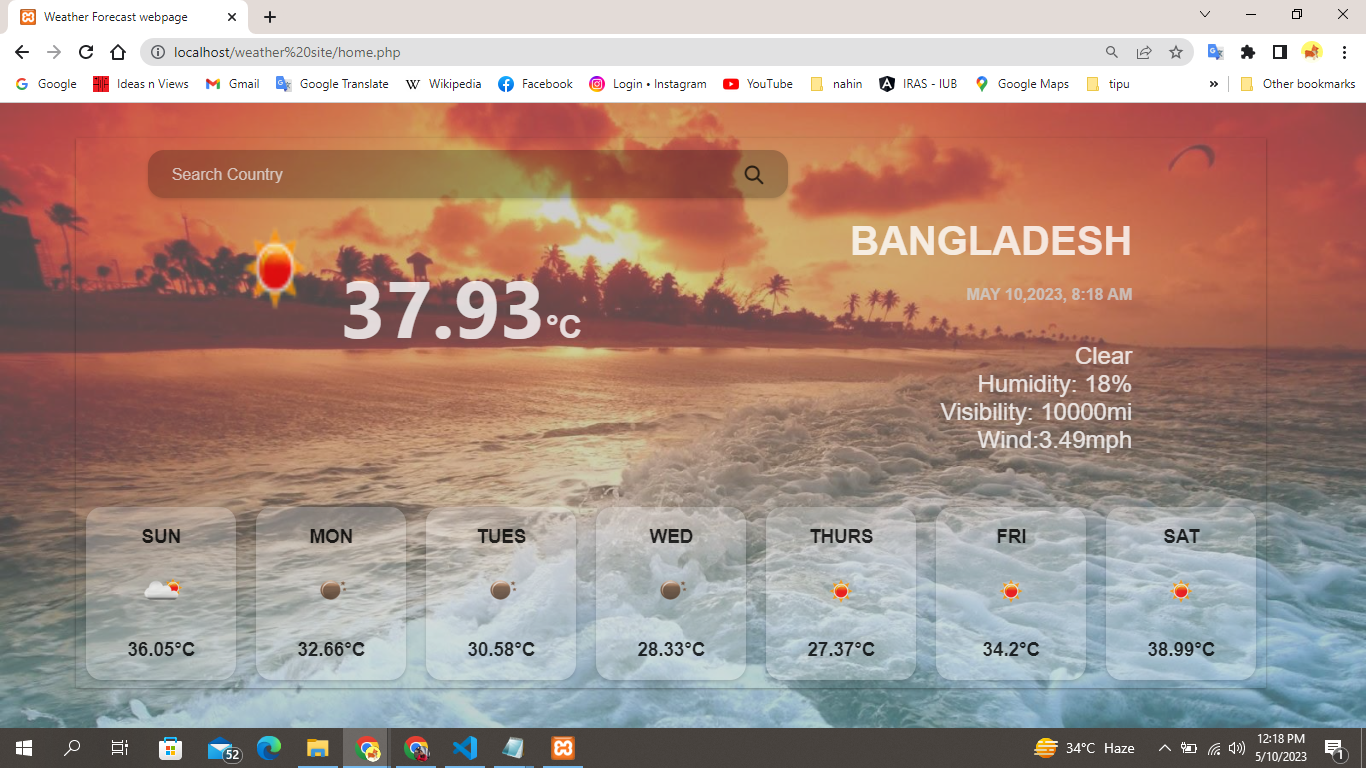 Weather Forecast webpage
localhost/weather%20site/home.php
Google Ideas n Views Gmail Google Translate Wikipedia Facebook Login • Instagram YouTube nahin IRAS - IUB Google Maps tipu » Other bookmarks
Search Country
BANGLADESH
MAY 10,2023, 8:18 AM
37.93°C
Clear
Humidity: 18%
Visibility: 10000mi
Wind:3.49mph
SUN MON TUES WED THURS FRI SAT
36.05°C 32.66°C 30.58°C 28.33°C 27.37°C 34.2°C 38.99°C
52
34°C Haze
12:18 PM
5/10/2023
1